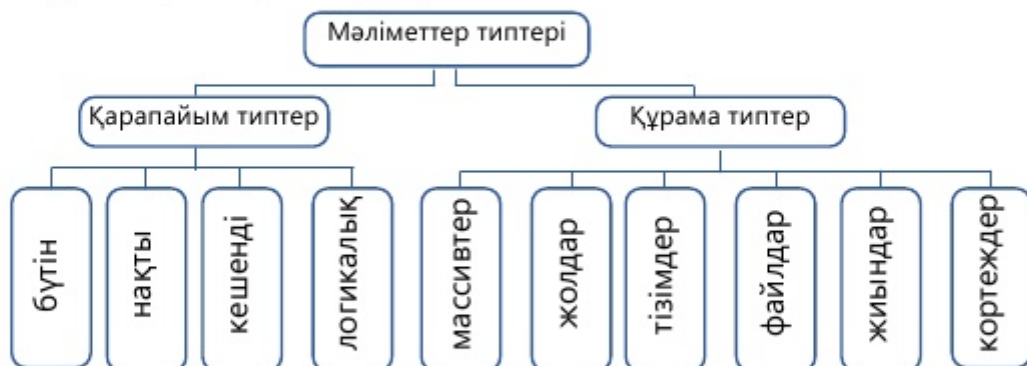 Мәліметтер типтері
Қарапайым типтер
Құрама типтер
бүтін
нақты
кешенді
логикалық
массивтер
жолдар
тізімдер
файлдар
жиындар
кортеждер